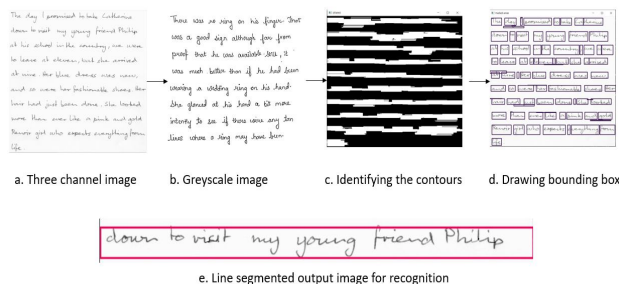 The day I promised to take Catherine
down to visit my young friend Philip
at his school in the country, we were
to leave at eleven, but she arrived
at nine. Her blue dress was new,
and so were her fashionable shoes. Her
hair had just been done. She looked
more than ever like a pink and gold
Renoir girl who expects everything from
life.
There was no ring on his finger. That
was a good sign although far from
proof that he was available. Still, it
was much better than if he had been
wearing a wedding ring on his hand.
She glanced at his hand a bit more
intently to see if there were any tan
lines where a ring may have been
a. Three channel image
b. Greyscale image
c. Identifying the contours
d. Drawing bounding box
down to visit my young friend Philip
e. Line segmented output image for recognition